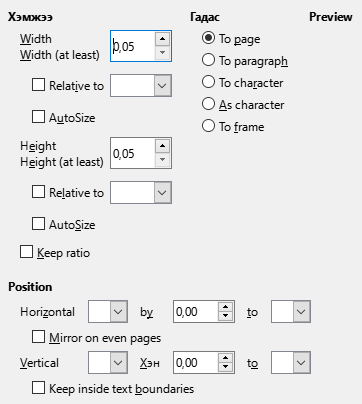 Хэмжээ Гадас Preview
Width
Width (at least) 0,05 To page
To paragraph
Relative to To character
As character
AutoSize To frame
Height
Height (at least) 0,05
Relative to
AutoSize
Keep ratio
Position
Horizontal by 0,00 to
Mirror on even pages
Vertical Хэн 0,00 to
Keep inside text boundaries